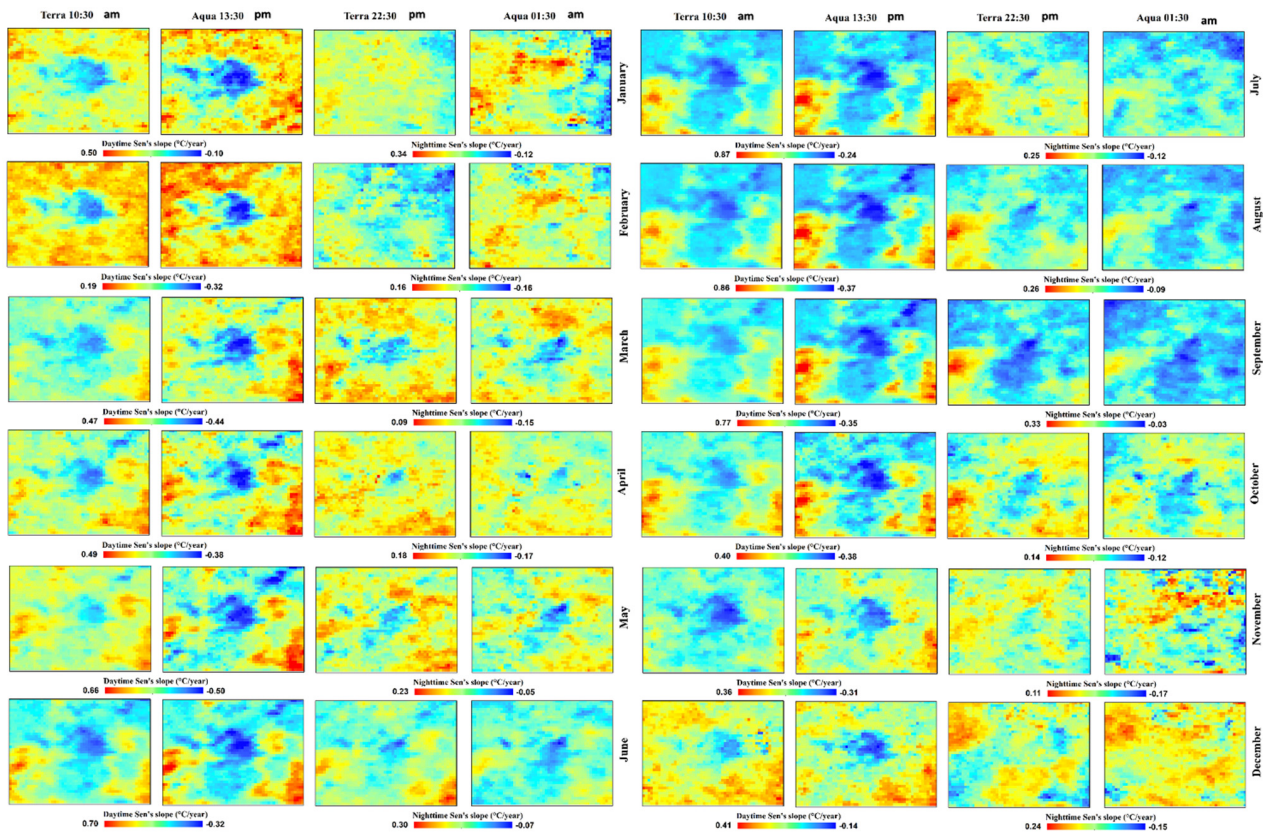 Terra 10:30 am Aqua 13:30 pm Terra 22:30 pm Aqua 01:30 am Terra 10:30 am Aqua 13:30 pm Terra 22:30 pm Aqua 01:30 am
January
July
Daytime Sen's slope (°C/year) Nighttime Sen's slope (°C/year) Daytime Sen's slope (°C/year) Nighttime Sen's slope (°C/year)
0.50 -0.10 0.34 -0.12 0.87 -0.24 0.25 -0.12
February
August
Daytime Sen's slope (°C/year) Nighttime Sen's slope (°C/year) Daytime Sen's slope (°C/year) Nighttime Sen's slope (°C/year)
0.19 -0.32 0.16 -0.16 0.86 -0.37 0.26 -0.09
March
September
Daytime Sen's slope (°C/year) Nighttime Sen's slope (°C/year) Daytime Sen's slope (°C/year) Nighttime Sen's slope (°C/year)
0.47 -0.44 0.09 -0.15 0.77 -0.35 0.33 -0.03
April
October
Daytime Sen's slope (°C/year) Nighttime Sen's slope (°C/year) Daytime Sen's slope (°C/year) Nighttime Sen's slope (°C/year)
0.49 -0.38 0.18 -0.17 0.40 -0.38 0.14 -0.12
May
November
Daytime Sen's slope (°C/year) Nighttime Sen's slope (°C/year) Daytime Sen's slope (°C/year) Nighttime Sen's slope (°C/year)
0.66 -0.50 0.23 -0.05 0.36 -0.31 0.11 -0.17
June
December
Daytime Sen's slope (°C/year) Nighttime Sen's slope (°C/year) Daytime Sen's slope (°C/year) Nighttime Sen's slope (°C/year)
0.70 -0.32 0.30 -0.07 0.41 -0.14 0.24 -0.15